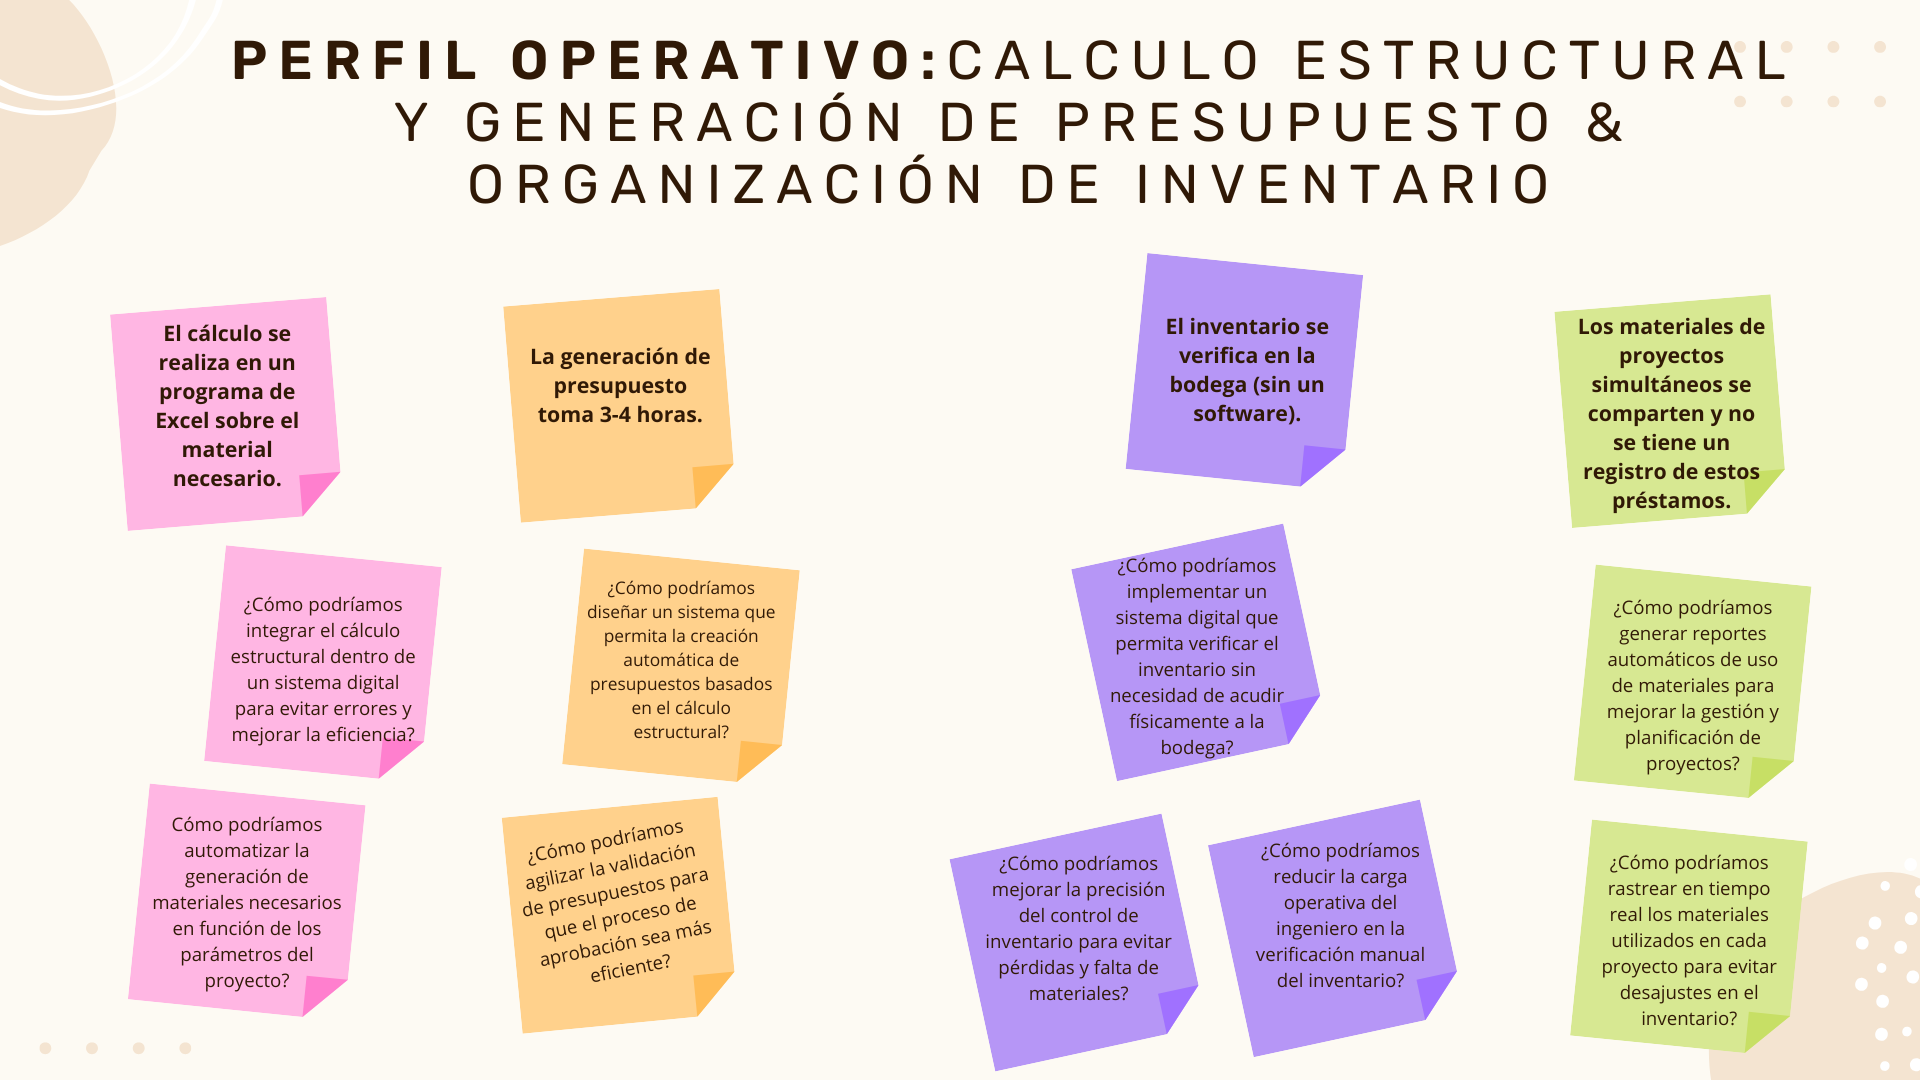 PERFIL OPERATIVO:CALCULO ESTRUCTURAL
Y GENERACIÓN DE PRESUPUESTO &
ORGANIZACIÓN DE INVENTARIO
El cálculo se
realiza en un
programa de
Excel sobre el
material
necesario.
La generación de
presupuesto
toma 3-4 horas.
El inventario se
verifica en la
bodega (sin un
software).
Los materiales de
proyectos
simultáneos se
comparten y no
se tiene un
registro de estos
préstamos.
¿Cómo podríamos
integrar el cálculo
estructural dentro de
un sistema digital
para evitar errores y
mejorar la eficiencia?
¿Cómo podríamos
diseñar un sistema que
permita la creación
automática de
presupuestos basados
en el cálculo
estructural?
¿Cómo podríamos
implementar un
sistema digital que
permita verificar el
inventario sin
necesidad de acudir
físicamente a la
bodega?
¿Cómo podríamos
generar reportes
automáticos de uso
de materiales para
mejorar la gestión y
planificación de
proyectos?
Cómo podríamos
automatizar la
generación de
materiales necesarios
en función de los
parámetros del
proyecto?
¿Cómo podríamos
agilizar la validación
de presupuestos para
que el proceso de
aprobación sea más
eficiente?
¿Cómo podríamos
mejorar la precisión
del control de
inventario para evitar
pérdidas y falta de
materiales?
¿Cómo podríamos
reducir la carga
operativa del
ingeniero en la
verificación manual
del inventario?
¿Cómo podríamos
rastrear en tiempo
real los materiales
utilizados en cada
proyecto para evitar
desajustes en el
inventario?